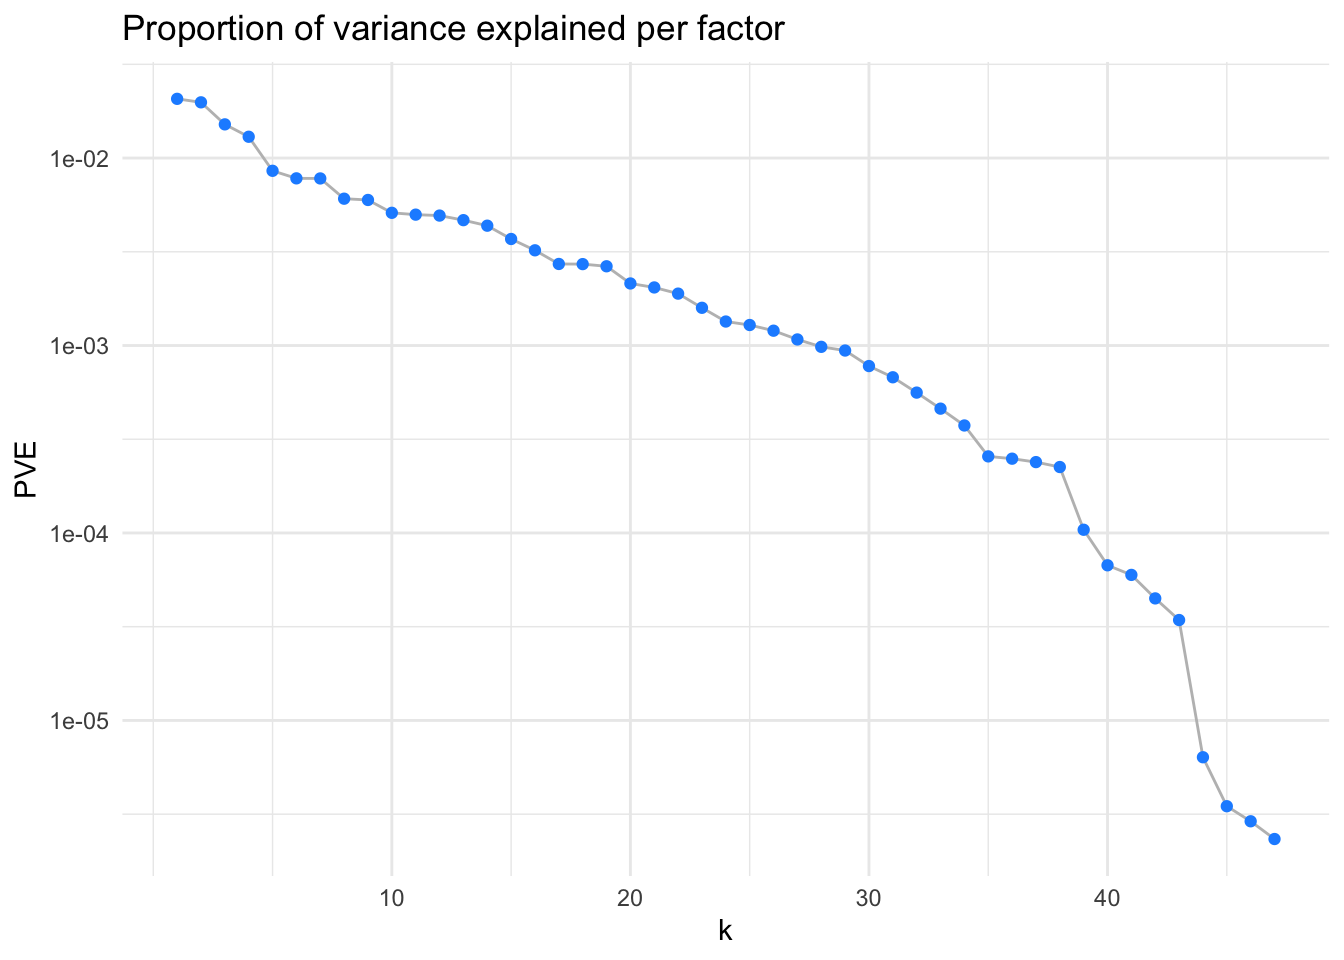 Proportion of variance explained per factor
1e-02
1e-03
1e-04
1e-05
PVE
10 20 30 40
k